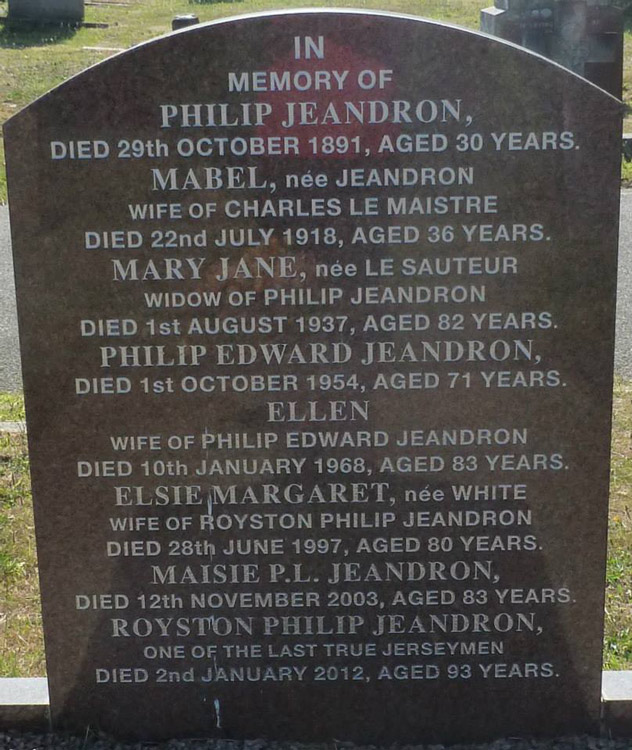 IN
MEMORY OF
PHILIP JEANDRON,
DIED 29th OCTOBER 1891, AGED 30 YEARS.
MABEL, née JEANDRON
WIFE OF CHARLES LE MAISTRE
DIED 22nd JULY 1918, AGED 36 YEARS.
MARY JANE, née LE SAUTEUR
WIDOW OF PHILIP JEANDRON
DIED 1st AUGUST 1937, AGED 82 YEARS.
PHILIP EDWARD JEANDRON,
DIED 1st OCTOBER 1954, AGED 71 YEARS.
ELLEN
WIFE OF PHILIP EDWARD JEANDRON
DIED 10th JANUARY 1968, AGED 83 YEARS.
ELSIE MARGARET, née WHITE
WIFE OF ROYSTON PHILIP JEANDRON
DIED 28th JUNE 1997, AGED 80 YEARS.
MAISIE P.L. JEANDRON,
DIED 12th NOVEMBER 2003, AGED 83 YEARS.
ROYSTON PHILIP JEANDRON,
ONE OF THE LAST TRUE JERSEYMEN
DIED 2nd JANUARY 2012, AGED 93 YEARS.